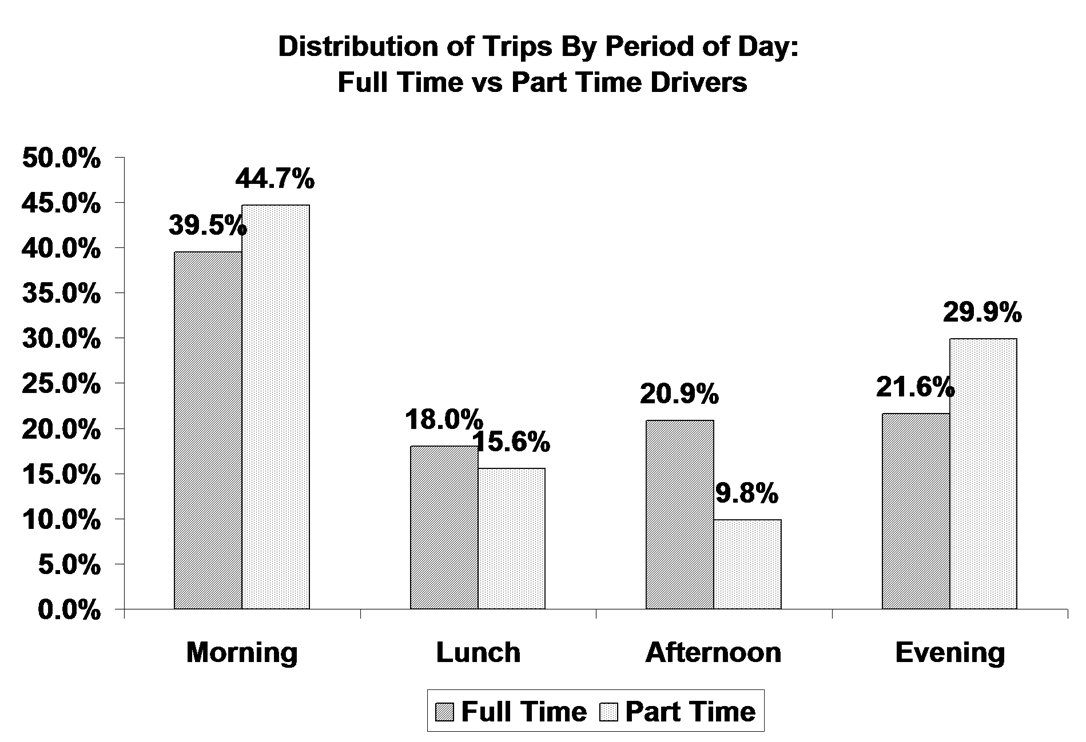 Distribution of Trips By Period of Day:
Full Time vs Part Time Drivers
50.0%
45.0%
40.0%
35.0%
30.0%
25.0%
20.0%
15.0%
10.0%
5.0%
0.0%
39.5%
44.7%
18.0%
15.6%
20.9%
9.8%
21.6%
29.9%
Morning
Lunch
Afternoon
Evening
Full Time
Part Time